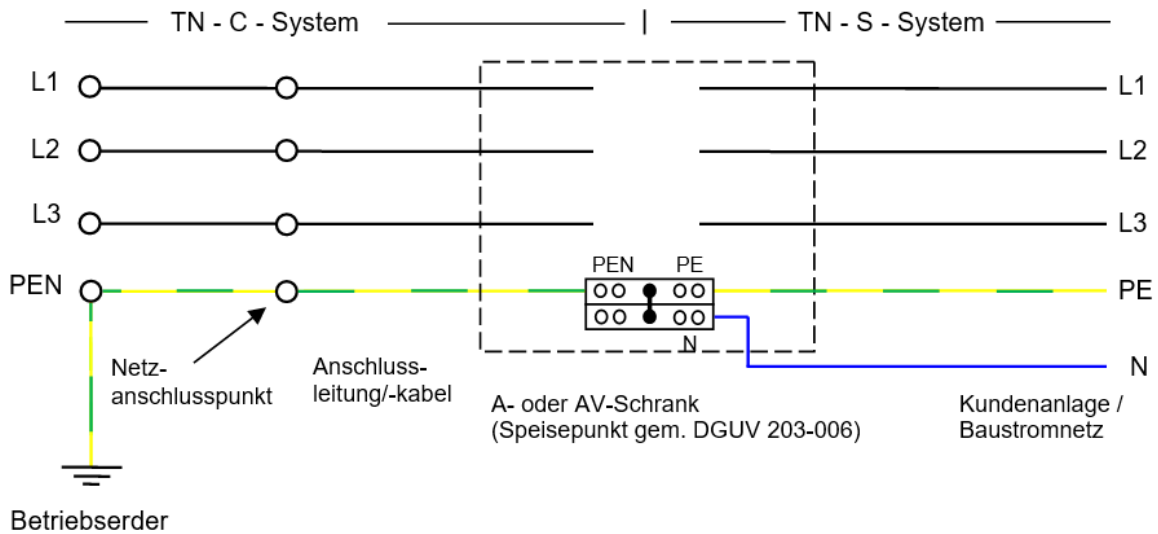 TN - C - System
TN - S - System
L1
L1
L2
L2
L3
L3
PEN
PEN
PE
PE
N
N
Netz-
anschlusspunkt
Anschluss-
leitung/-kabel
A- oder AV-Schrank
(Speisepunkt gem. DGUV 203-006)
Kundenanlage /
Baustromnetz
Betriebserder